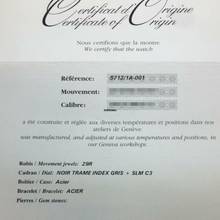 Certificat d'Origine
Certificate of Origin
Nous certifions que la montre
We certify that the watch
Référence: 5712/1A-001
Mouvement:
Calibre:
a été construite et réglée aux diverses températures et positions dans nos
ateliers de Genève.
was manufactured, and adjusted at various temperatures and positions, in
our Geneva workshops.
Rubis / Movement jewels: 29R
Cadran / Dial: NOIR TRAME INDEX GRIS + SLM C3
Boîtier / Case: Acier
Bracelet / Bracelet: ACIER
Pierres / Gem stones: